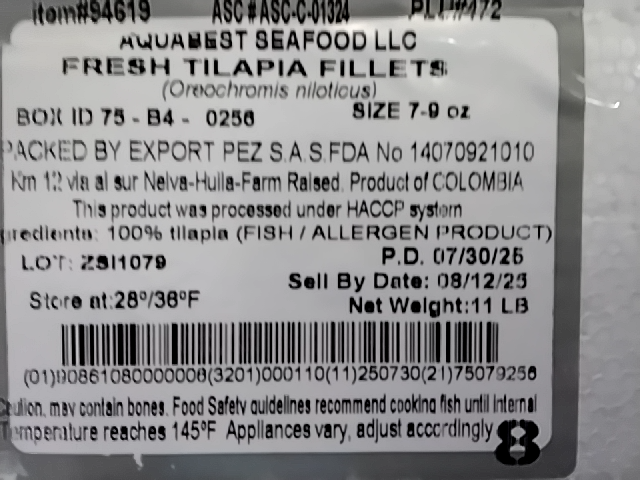 item#94619 ASC # ASC-C-01324 PLU#472
AQUABEST SEAFOOD LLC
FRESH TILAPIA FILLETS
(Oreochromis niloticus)
BOX ID 75 - B4 - 0256 SIZE 7-9 oz
PACKED BY EXPORT PEZ S.A.S.FDA No 14070921010
Km 12 via al sur Neiva-Huila-Farm Raised. Product of COLOMBIA
This product was processed under HACCP system
redients: 100% tilapia (FISH / ALLERGEN PRODUCT)
LOT: ZSI1079 P.D. 07/30/25
Sell By Date: 08/12/25
Store at:28º/38ºF Net Weight:11 LB
(01)90861080000008(3201)000110(11)250730(21)75079256
Caution, may contain bones. Food Safety guidelines recommend cooking fish until internal
Temperature reaches 145ºF Appliances vary, adjust accordingly
8